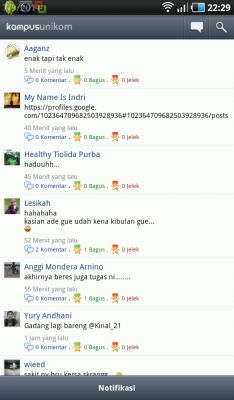 7/9/2011
22:29
kampusunikom
Aaganz
enak tapi tak enak
5 Menit yang lalu
0 Komentar . 0 Bagus . 0 Jelek
My Name Is Indri
https://profiles.google.
com/102364709682503928936#102364709682503928936/posts
40 Menit yang lalu
0 Komentar . 0 Bagus . 0 Jelek
Healthy Tiolida Purba
haduuhh...
45 Menit yang lalu
0 Komentar . 0 Bagus . 0 Jelek
Lesikah
hahahaha
kasian ade gue udah kena kibulan gue...
52 Menit yang lalu
2 Komentar . 1 Bagus . 0 Jelek
Anggi Mondera Arnino
akhirnya beres juga tugas ni........
55 Menit yang lalu
0 Komentar . 0 Bagus . 0 Jelek
Yury Andhani
Gadang lagi bareng @Kinal_21
1 jam yang lalu
0 Komentar . 0 Bagus . 0 Jelek
wieed
sakit ny bru kersa skrangg
Notifikasi